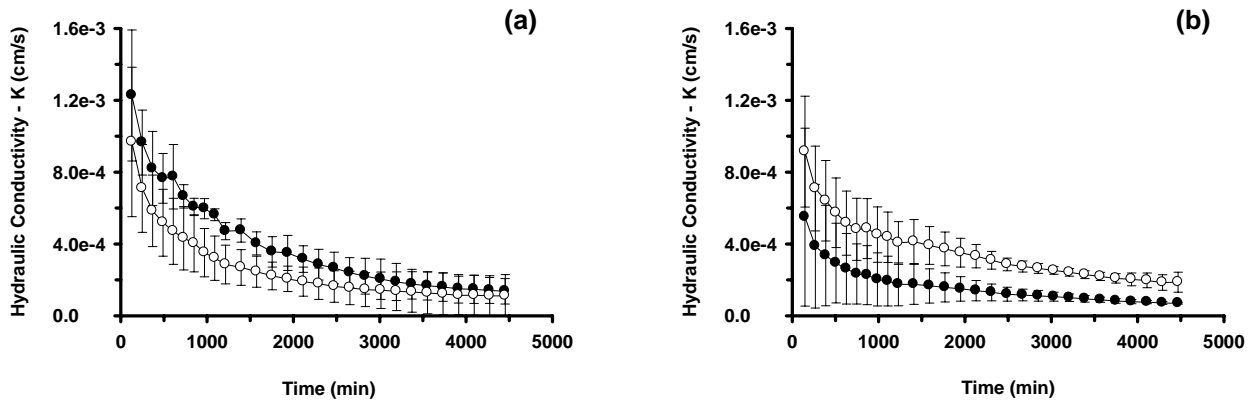 (a)
Hydraulic Conductivity - K (cm/s)
1.6e-3
1.2e-3
8.0e-4
4.0e-4
0.0
0 1000 2000 3000 4000 5000
Time (min)
(b)
Hydraulic Conductivity - K (cm/s)
1.6e-3
1.2e-3
8.0e-4
4.0e-4
0.0
0 1000 2000 3000 4000 5000
Time (min)